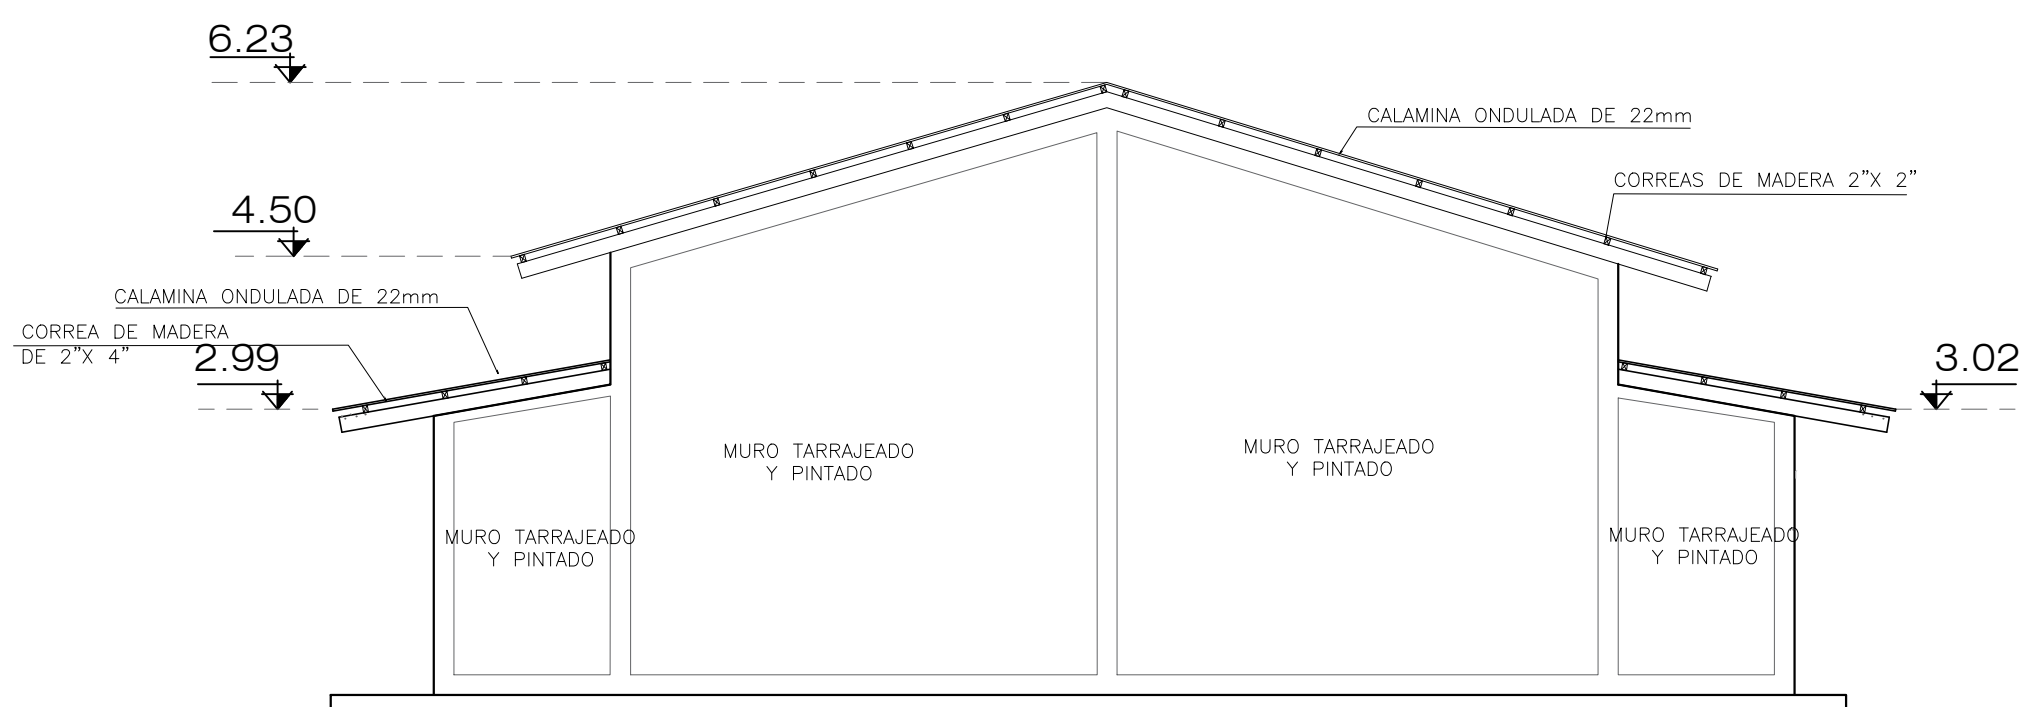 6.23
CALAMINA ONDULADA DE 22mm
CORREAS DE MADERA 2”X 2”
4.50
CALAMINA ONDULADA DE 22mm
CORREA DE MADERA
DE 2”X 4”
2.99
3.02
MURO TARRAJEADO
Y PINTADO
MURO TARRAJEADO
Y PINTADO
MURO TARRAJEADO
Y PINTADO
MURO TARRAJEADO
Y PINTADO